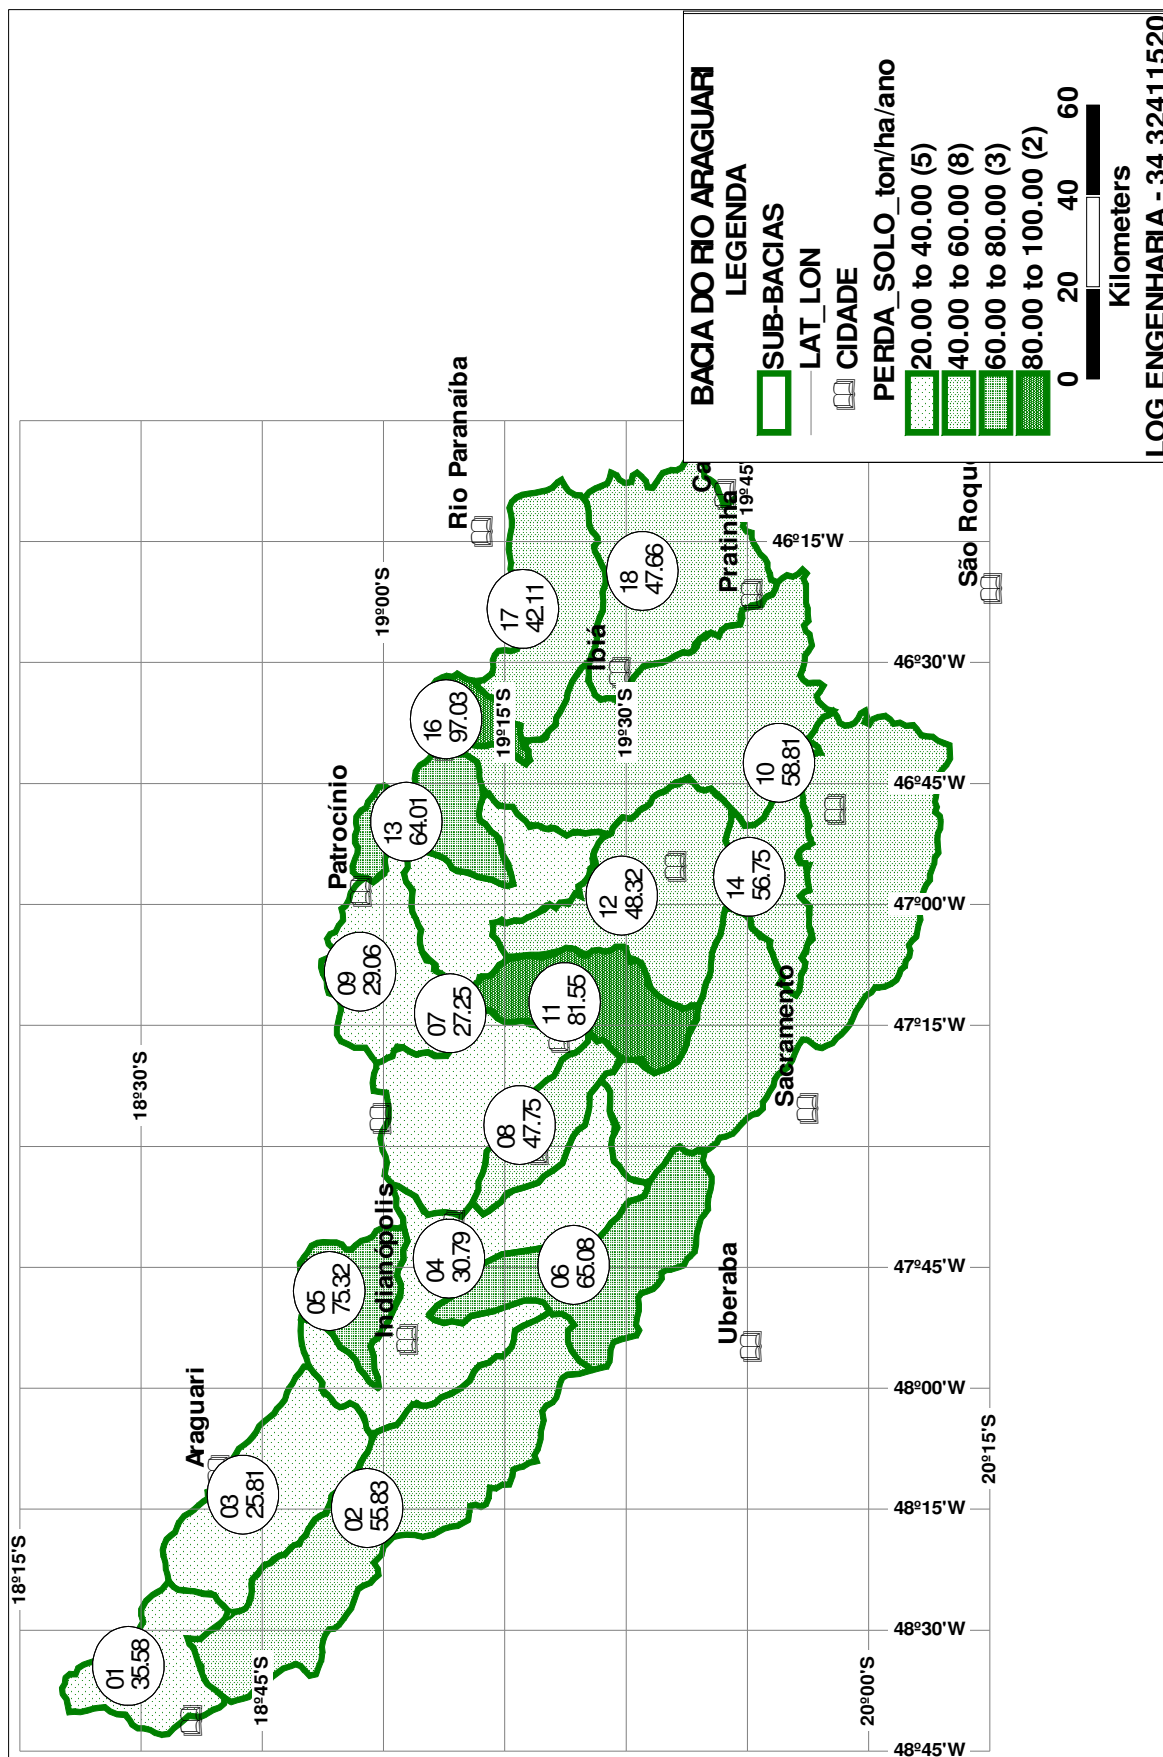 BACIA DO RIO ARAGUARI
LEGENDA
SUB-BACIAS
LAT_LON
CIDADE
PERDA_SOLO_ton/ha/ano
20.00 to 40.00 (5)
40.00 to 60.00 (8)
60.00 to 80.00 (3)
80.00 to 100.00 (2)
0 20 40 60
Kilometers
LOG ENGENHARIA - 34 32411520
18º15'S
18º30'S
18º45'S
19º00'S
19º15'S
19º30'S
19º45'
20º00'S
20º15'S
48º45'W
48º30'W
48º15'W
48º00'W
47º45'W
47º15'W
47º00'W
46º45'W
46º30'W
46º15'W
Araguari
Indianópolis
Patrocínio
Rio Paranaíba
Ibiá
Pratinha
Ca
São Roque
Sacramento
Uberaba
01
35.58
02
55.83
03
25.81
04
30.79
05
75.32
06
65.08
07
27.25
08
47.75
09
29.06
10
58.81
11
81.55
12
48.32
13
64.01
14
56.75
16
97.03
17
42.11
18
47.66